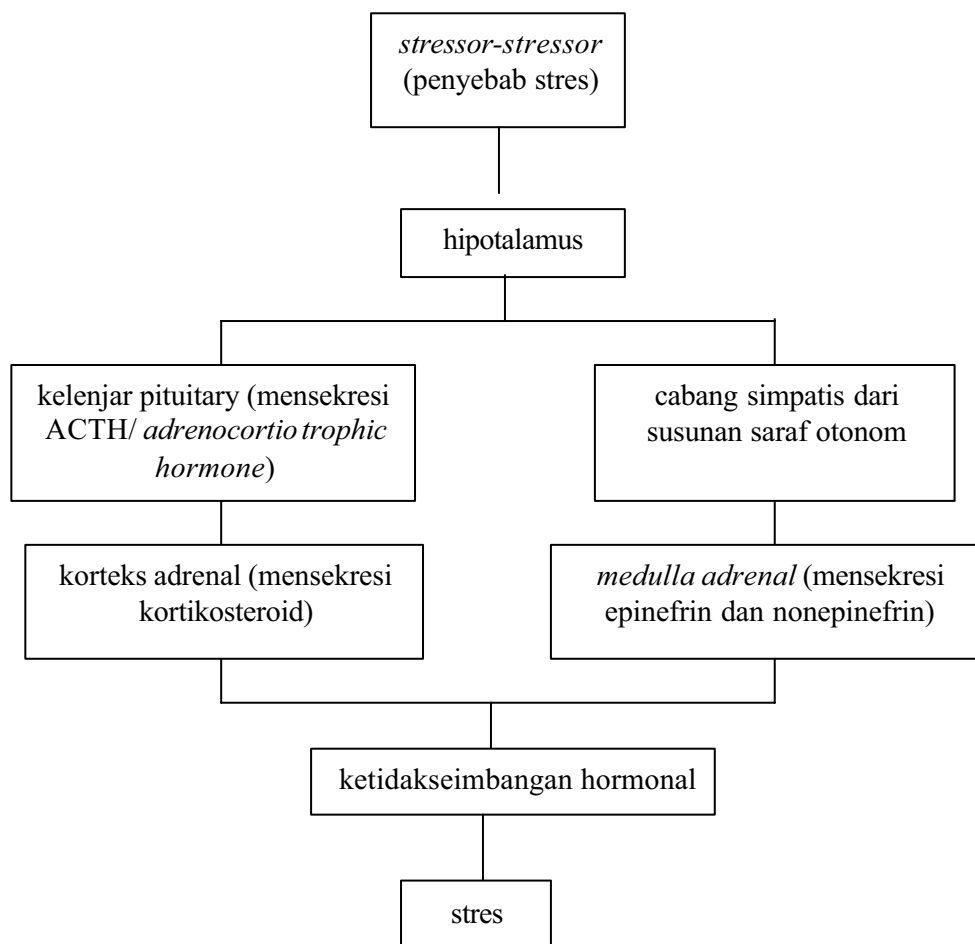 stressor-stressor
(penyebab stres)
hipotalamus
kelenjar pituitary (mensekresi
ACTH/ adrenocortio trophic
hormone)
cabang simpatis dari
susunan saraf otonom
korteks adrenal (mensekresi
kortikosteroid)
medulla adrenal (mensekresi
epinefrin dan nonepinefrin)
ketidakseimbangan hormonal
stres